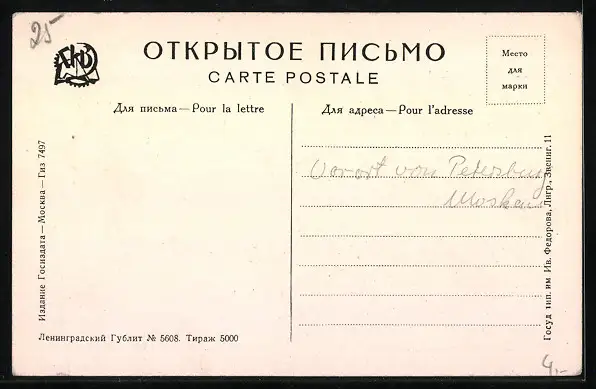 25
ОТКРЫТОЕ ПИСЬМО
CARTE POSTALE
Место
для
марки
Для письма — Pour la lettre
Для адреса — Pour l'adresse
Vorort von Petersburg
Moskau
Издание Госиздата — Москва — Гиз 7497
Ленинградский Гублит № 5608. Тираж 5000
Госуд тип. им Ив. Федорова, Лигр., Звениг. 11
4,-